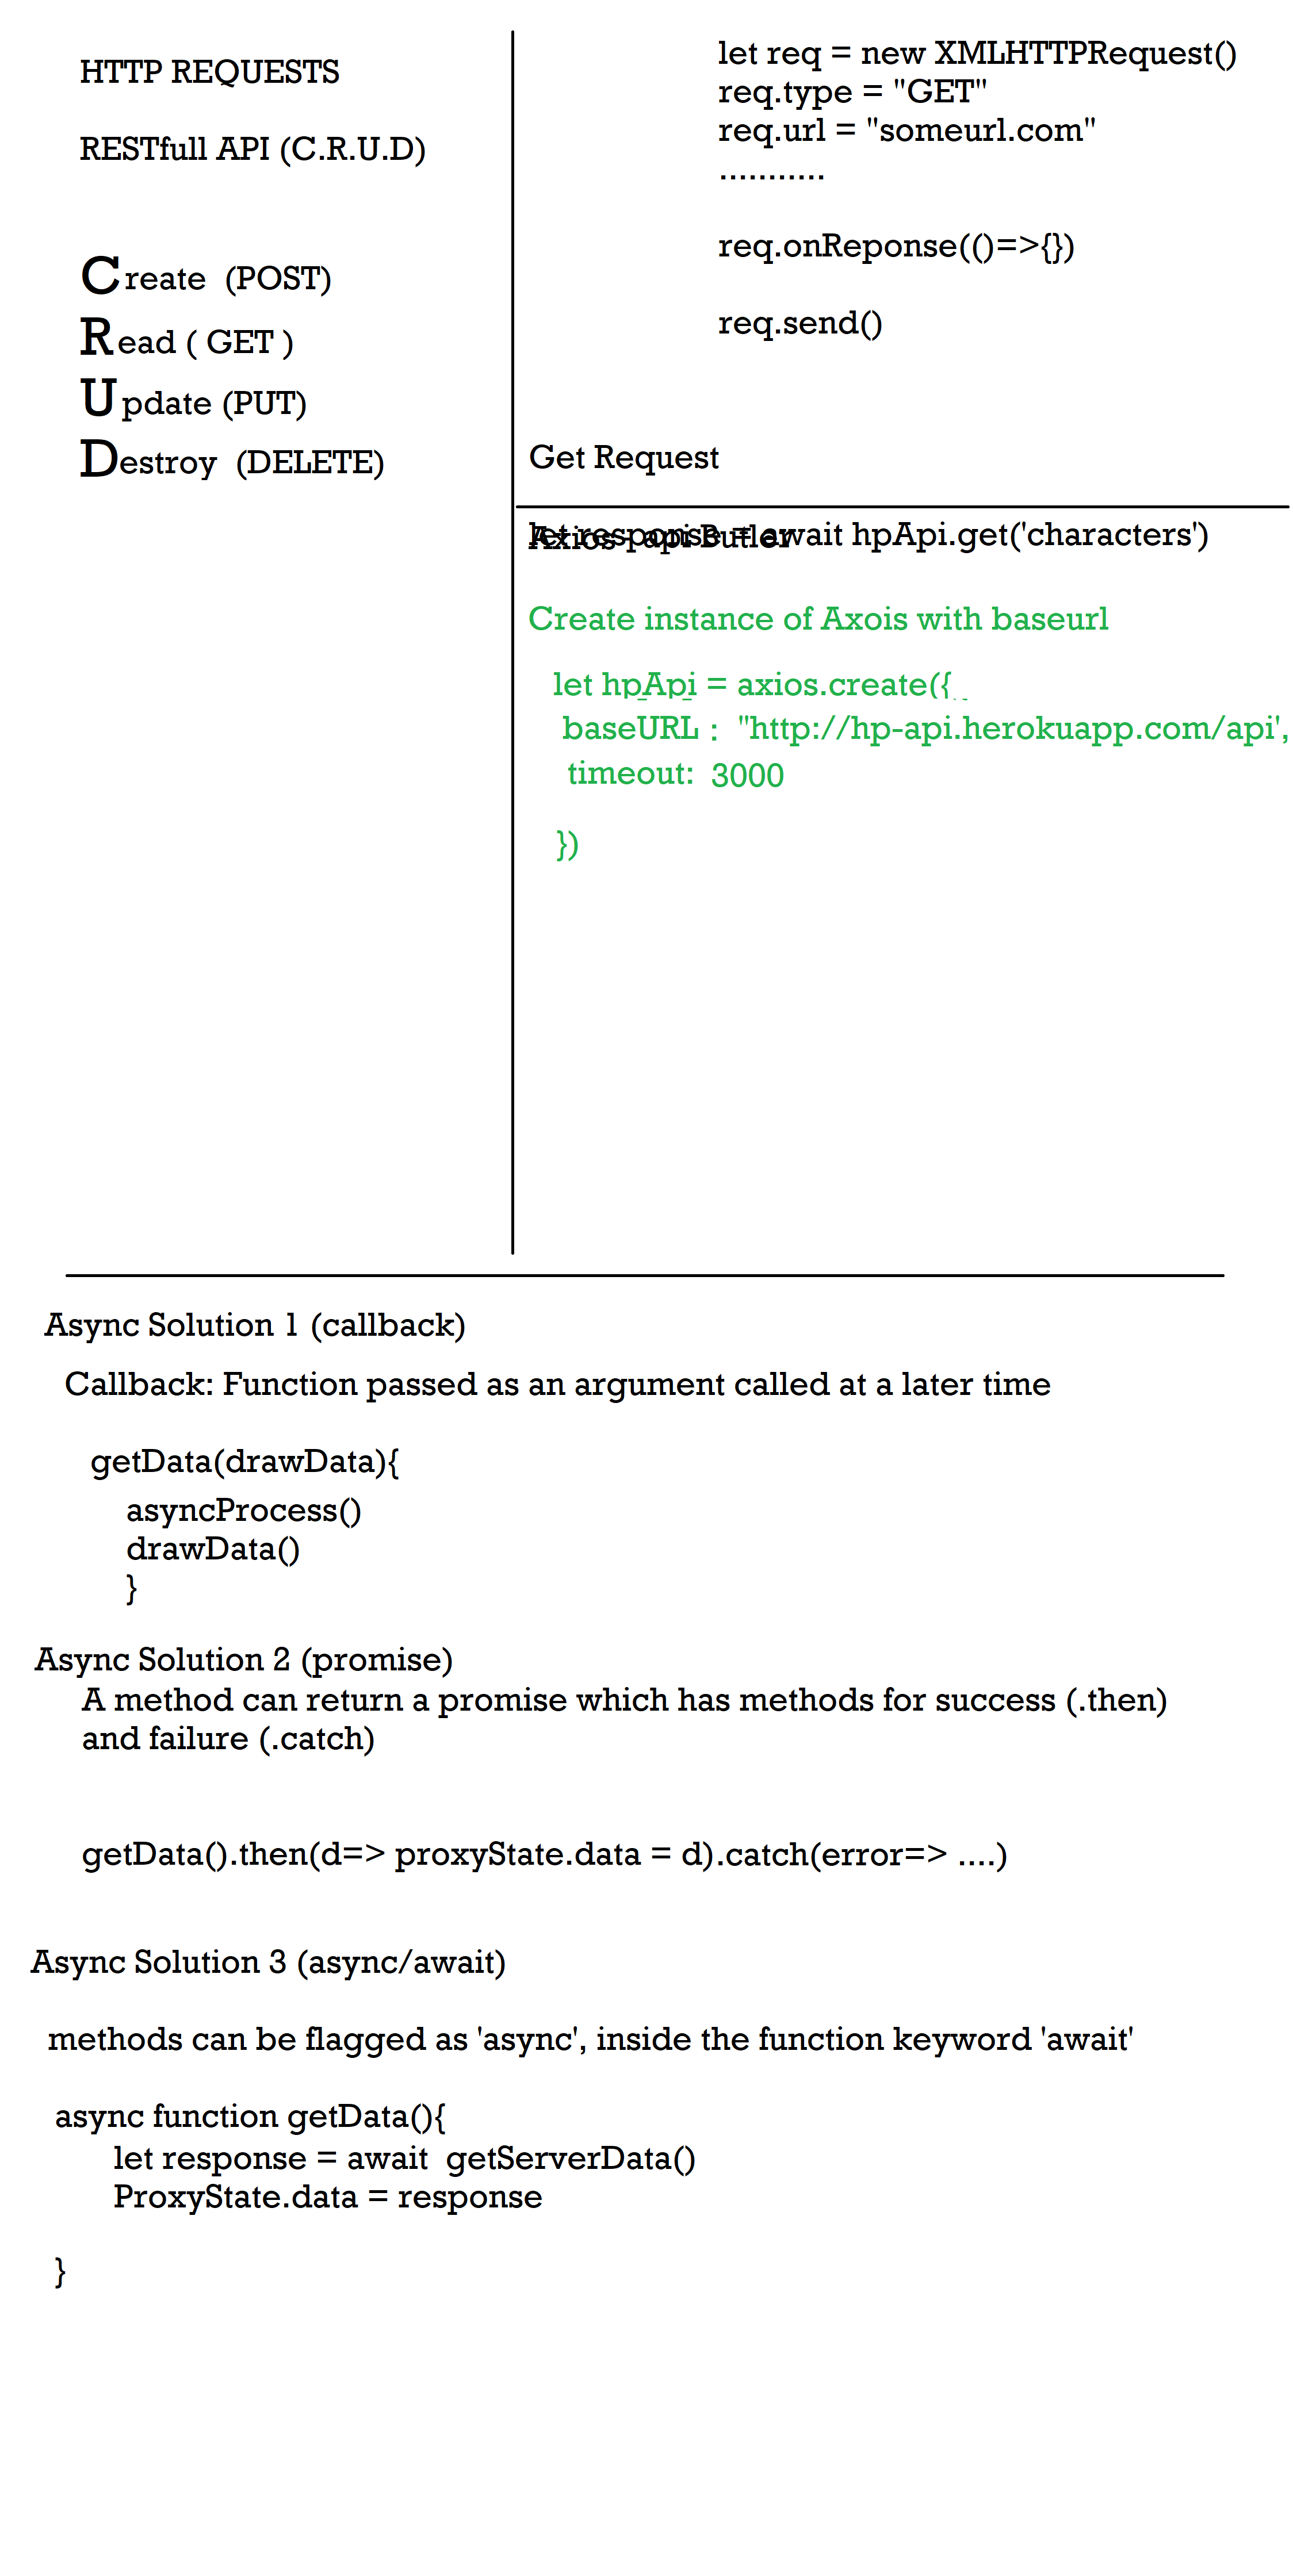 HTTP REQUESTS
RESTfull API (C.R.U.D)
Create (POST)
Read ( GET )
Update (PUT)
Destroy (DELETE)
let req = new XMLHTTPRequest()
req.type = "GET"
req.url = "someurl.com"
...........
req.onReponse(()=>{})
req.send()
Get Request
let response = await hpApi.get('characters')
Axios - api Butler
Create instance of Axois with baseurl
let hpApi = axios.create({
baseURL : "http://hp-api.herokuapp.com/api',
timeout: 3000
})
Async Solution 1 (callback)
Callback: Function passed as an argument called at a later time
getData(drawData){
asyncProcess()
drawData()
}
Async Solution 2 (promise)
A method can return a promise which has methods for success (.then)
and failure (.catch)
getData().then(d=> proxyState.data = d).catch(error=> ....)
Async Solution 3 (async/await)
methods can be flagged as 'async', inside the function keyword 'await'
async function getData(){
let response = await getServerData()
ProxyState.data = response
}